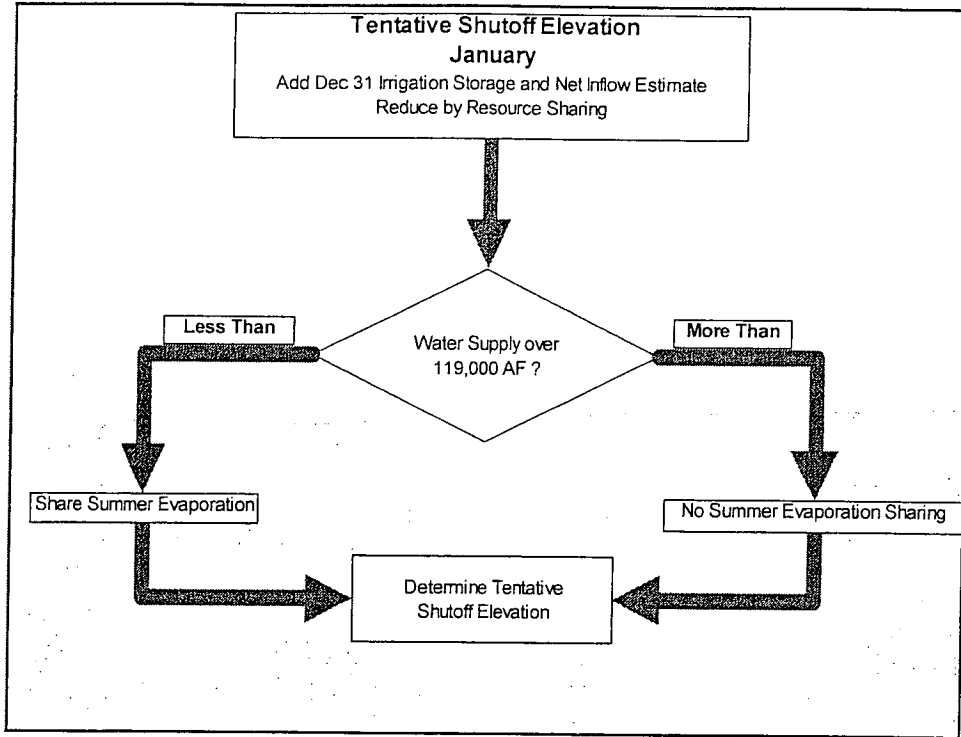 Tentative Shutoff Elevation
January
Add Dec 31 Irrigation Storage and Net Inflow Estimate
Reduce by Resource Sharing
Less Than
Water Supply over
119,000 AF ?
More Than
Share Summer Evaporation
No Summer Evaporation Sharing
Determine Tentative
Shutoff Elevation